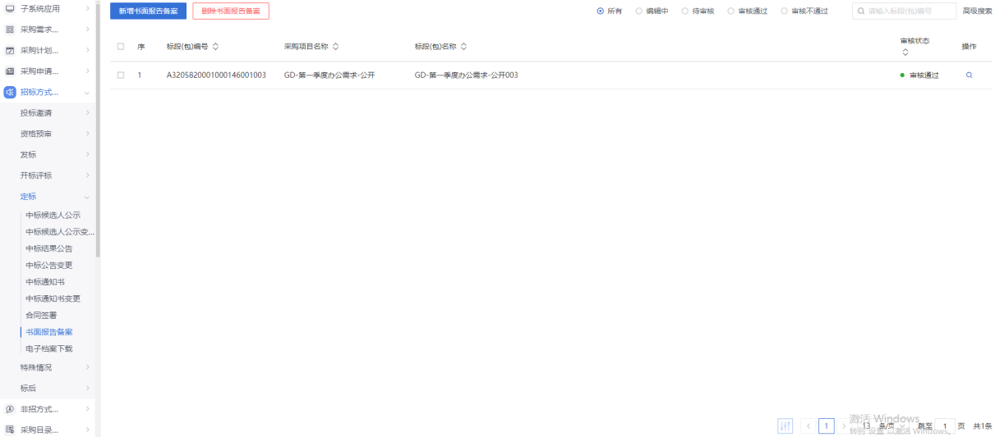 子系统应用
采购需求...
采购计划...
采购申请...
招标方式...
投标邀请
资格预审
发标
开标评标
定标
中标候选人公示
中标候选人公示变...
中标结果公告
中标公告变更
中标通知书
中标通知书变更
合同签署
书面报告备案
电子档案下载
特殊情况
标后
非招方式...
采购目录...
新增书面报告备案 删除书面报告备案 所有 编辑中 待审核 审核通过 审核不通过 请输入标段(包)编号 高级搜索
序 标段(包)编号 采购项目名称 标段(包)名称 审核状态 操作
1 A3205820001000146001003 GD-第一季度办公需求-公开 GD-第一季度办公需求-公开003 审核通过
1 13 条/页 跳至 1 页 共1条
激活 Windows
转到"设置"以激活 Windows。